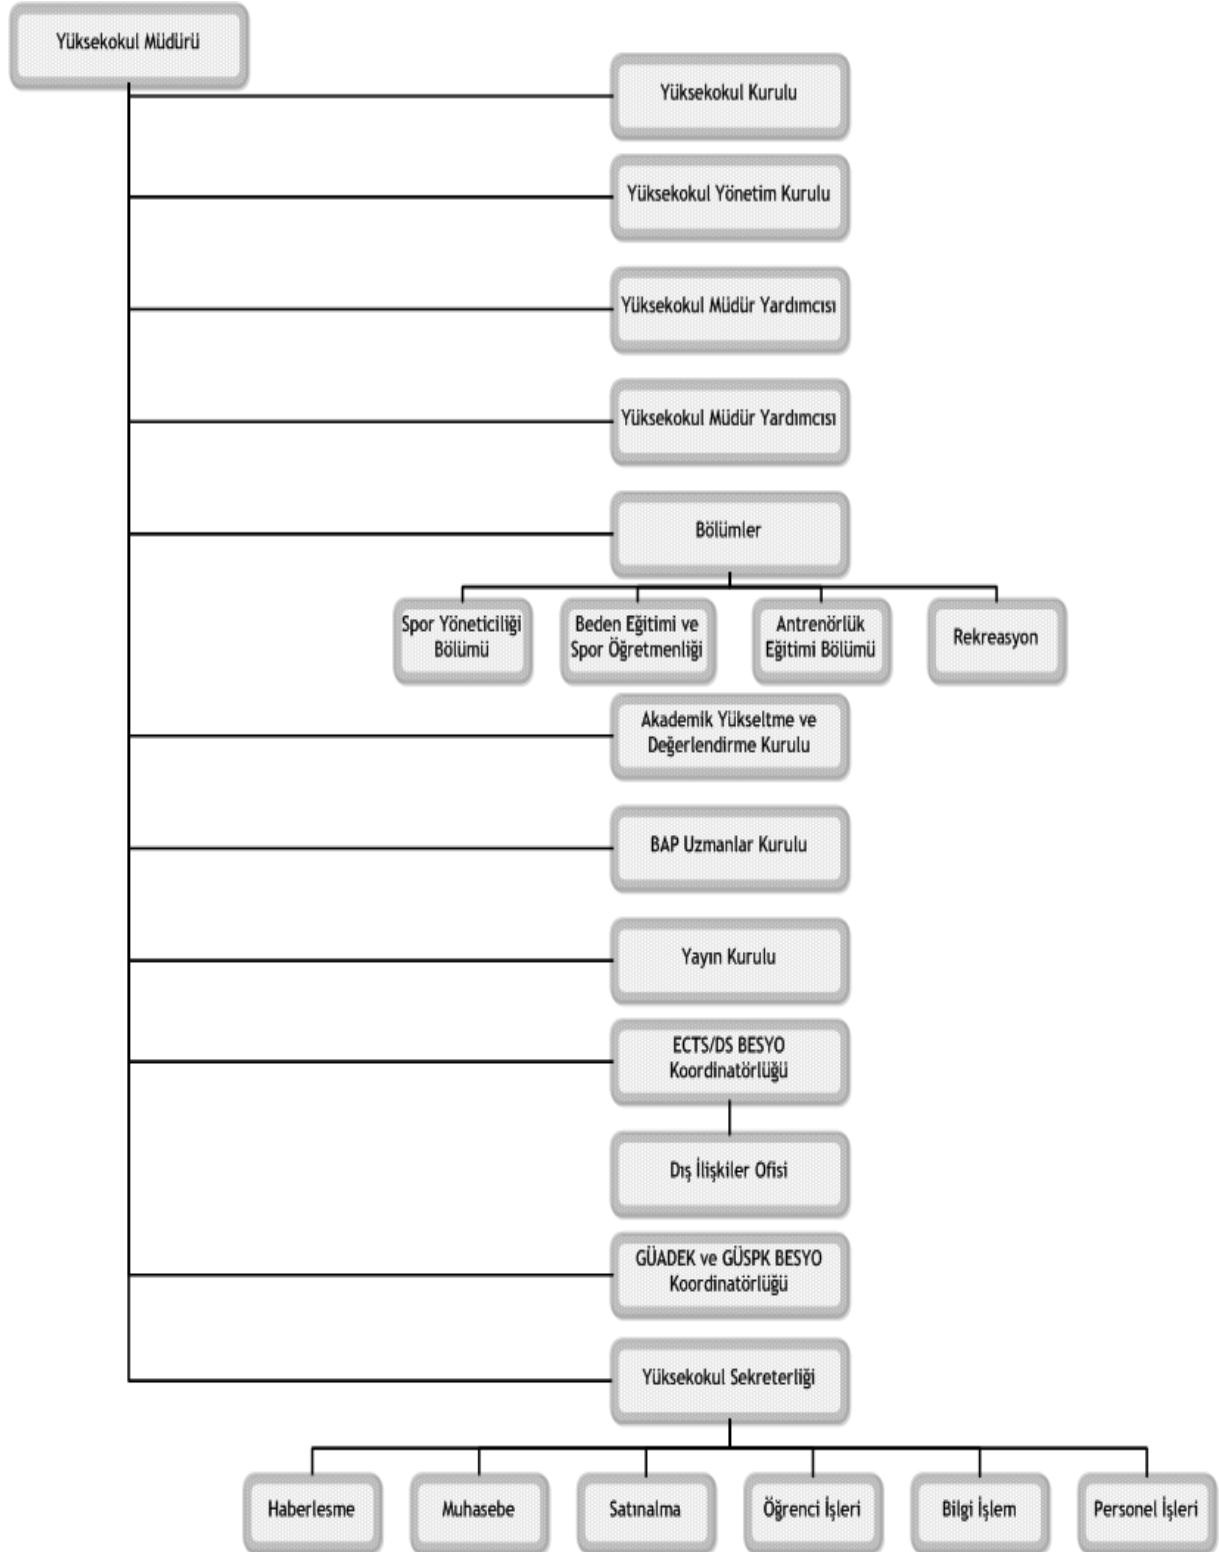 Yüksekokul Müdürü
Yüksekokul Kurulu
Yüksekokul Yönetim Kurulu
Yüksekokul Müdür Yardımcısı
Yüksekokul Müdür Yardımcısı
Bölümler
Spor Yöneticiliği
Bölümü
Beden Eğitimi ve
Spor Öğretmenliği
Antrenörlük
Eğitimi Bölümü
Rekreasyon
Akademik Yükseltme ve
Değerlendirme Kurulu
BAP Uzmanlar Kurulu
Yayın Kurulu
ECTS/DS BESYO
Koordinatörlüğü
Dış İlişkiler Ofisi
GÜADEK ve GÜSPK BESYO
Koordinatörlüğü
Yüksekokul Sekreterliği
Haberlesme
Muhasebe
Satınalma
Öğrenci İşleri
Bilgi İşlem
Personel İşleri